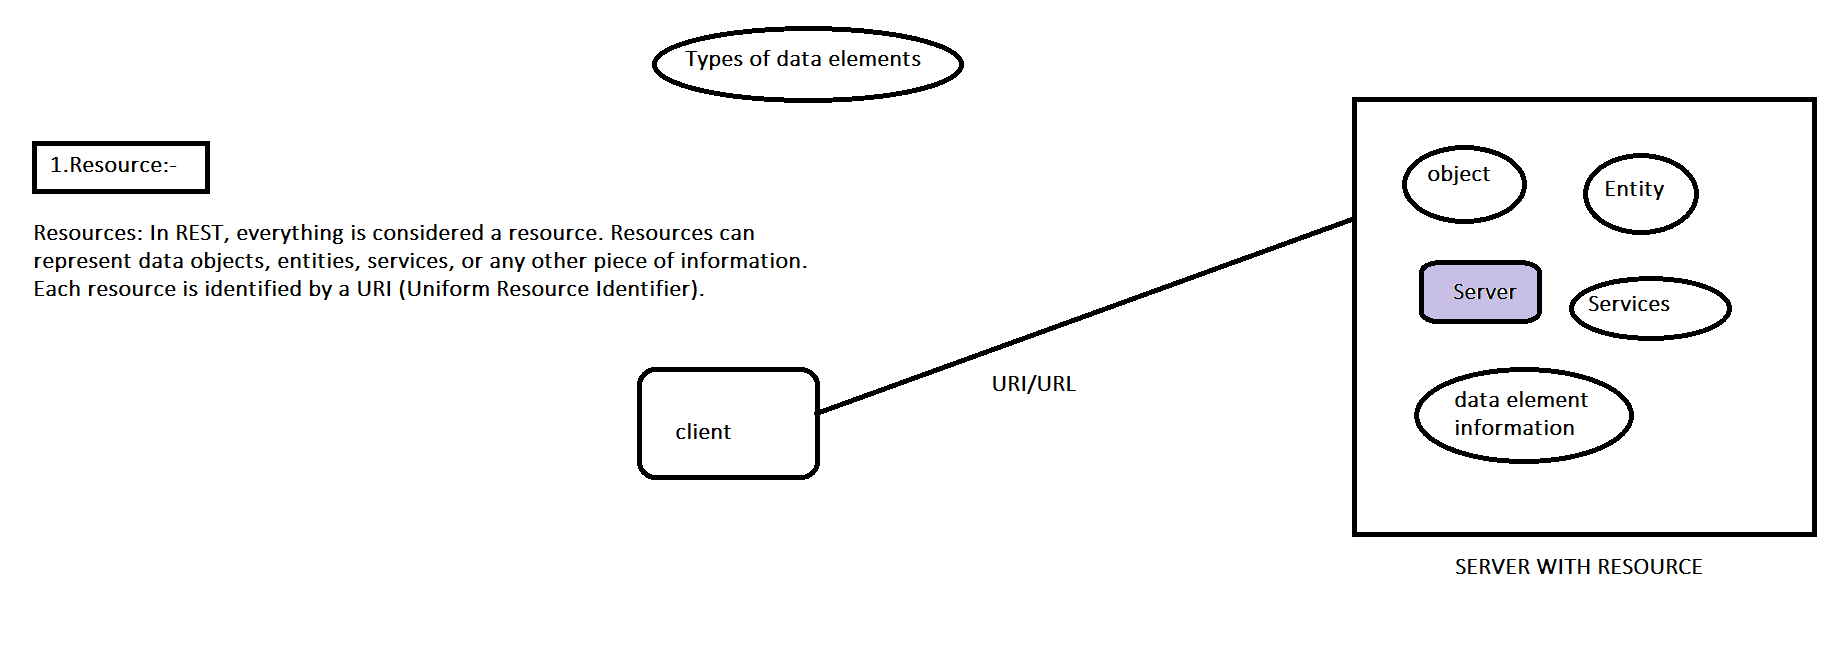 Types of data elements
1.Resource:-
Resources: In REST, everything is considered a resource. Resources can
represent data objects, entities, services, or any other piece of information.
Each resource is identified by a URI (Uniform Resource Identifier).
client
URI/URL
object
Entity
Server
Services
data element
information
SERVER WITH RESOURCE